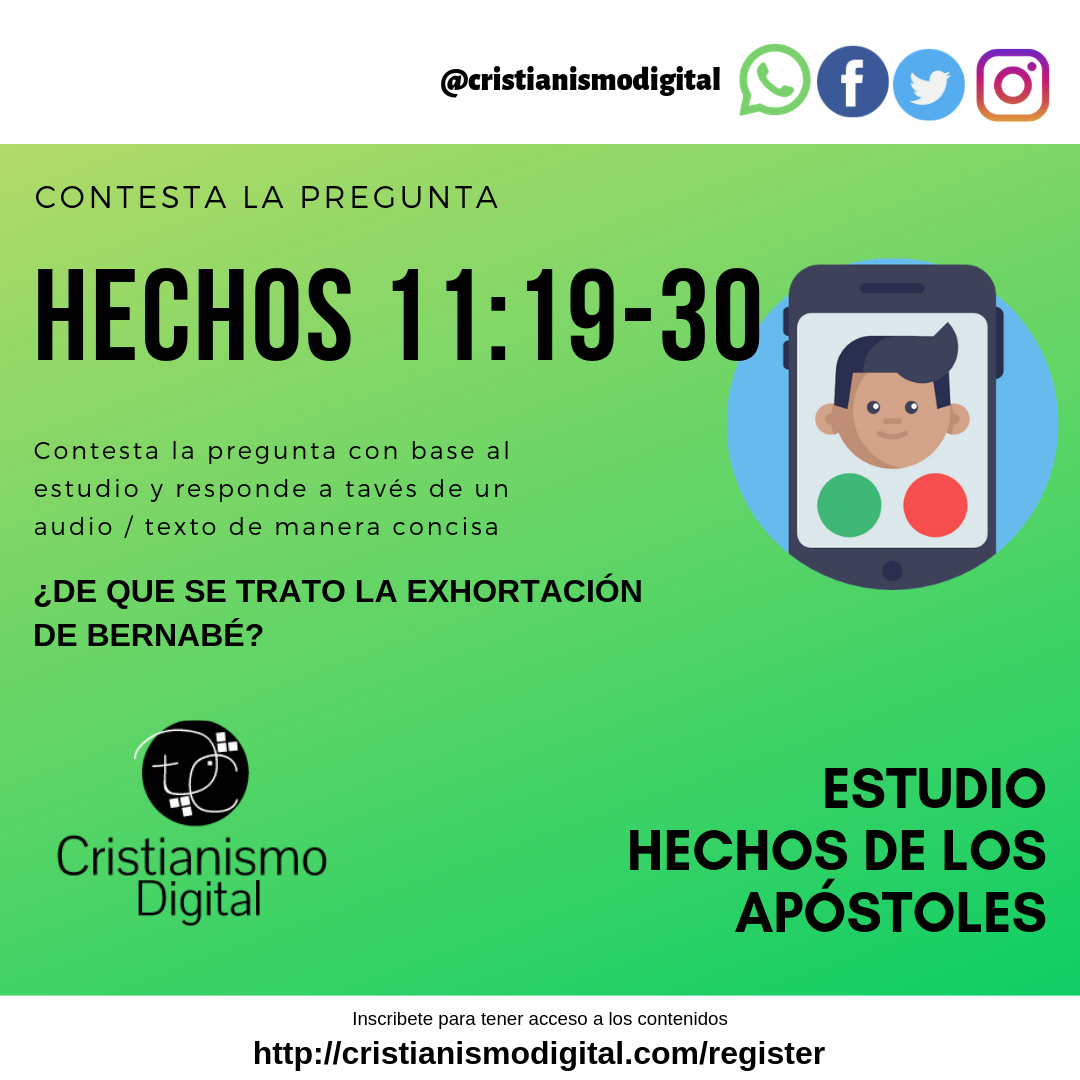 @cristianismodigital
CONTESTA LA PREGUNTA
HECHOS 11:19-30
Contesta la pregunta con base al
estudio y responde a tavés de un
audio / texto de manera concisa
¿DE QUE SE TRATO LA EXHORTACIÓN
DE BERNABÉ?
Cristianismo
Digital
ESTUDIO
HECHOS DE LOS
APÓSTOLES
Inscribete para tener acceso a los contenidos
http://cristianismodigital.com/register